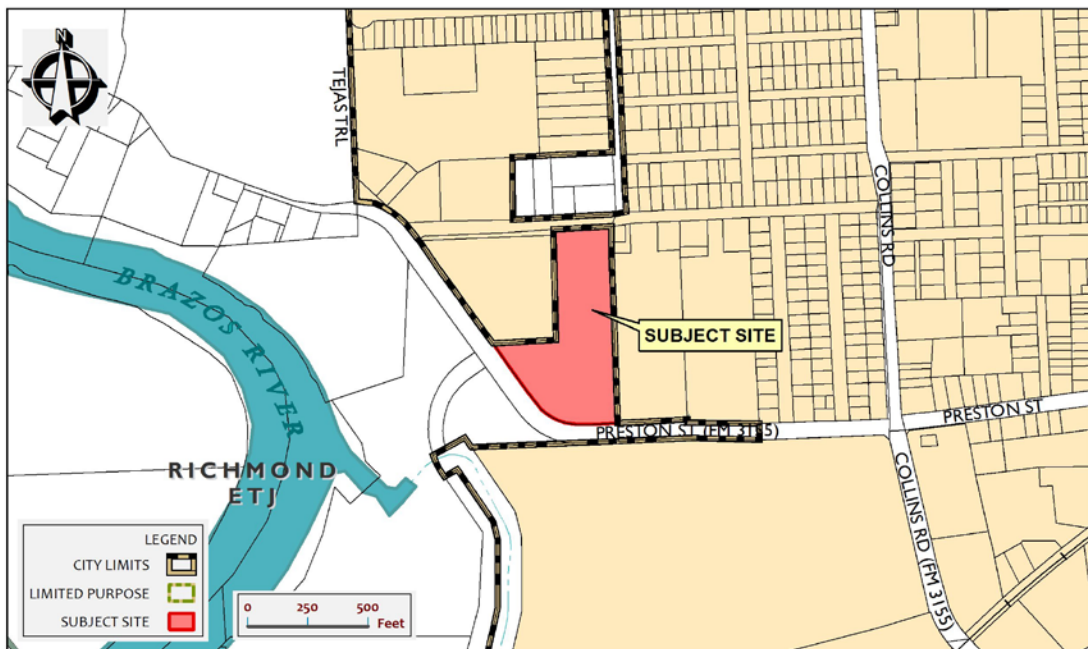 N
TEJAS TRL
COLLINS RD
SUBJECT SITE
BRAZOS RIVER
PRESTON ST
PRESTON ST (FM 3155)
RICHMOND
ETJ
COLLINS RD (FM 3155)
LEGEND
CITY LIMITS
LIMITED PURPOSE
SUBJECT SITE
0 250 500
Feet